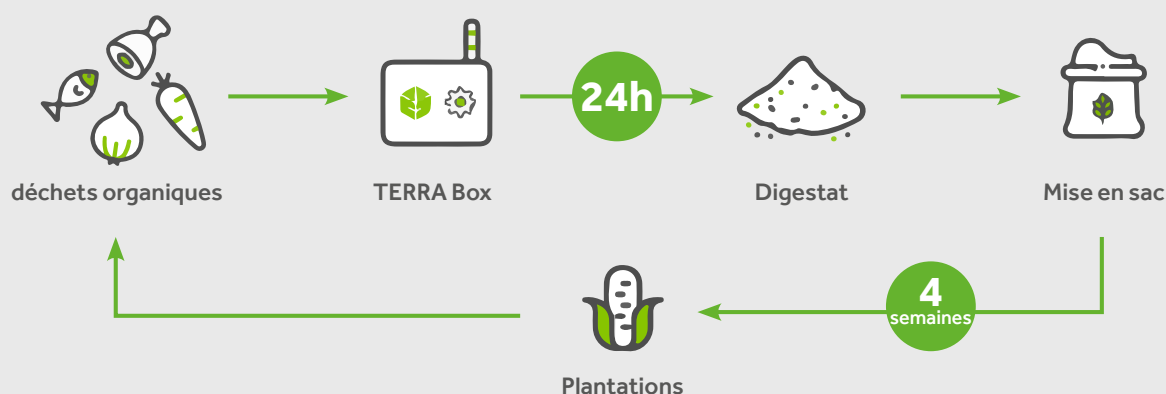 24h
déchets organiques
TERRA Box
Digestat
Mise en sac
4
semaines
Plantations